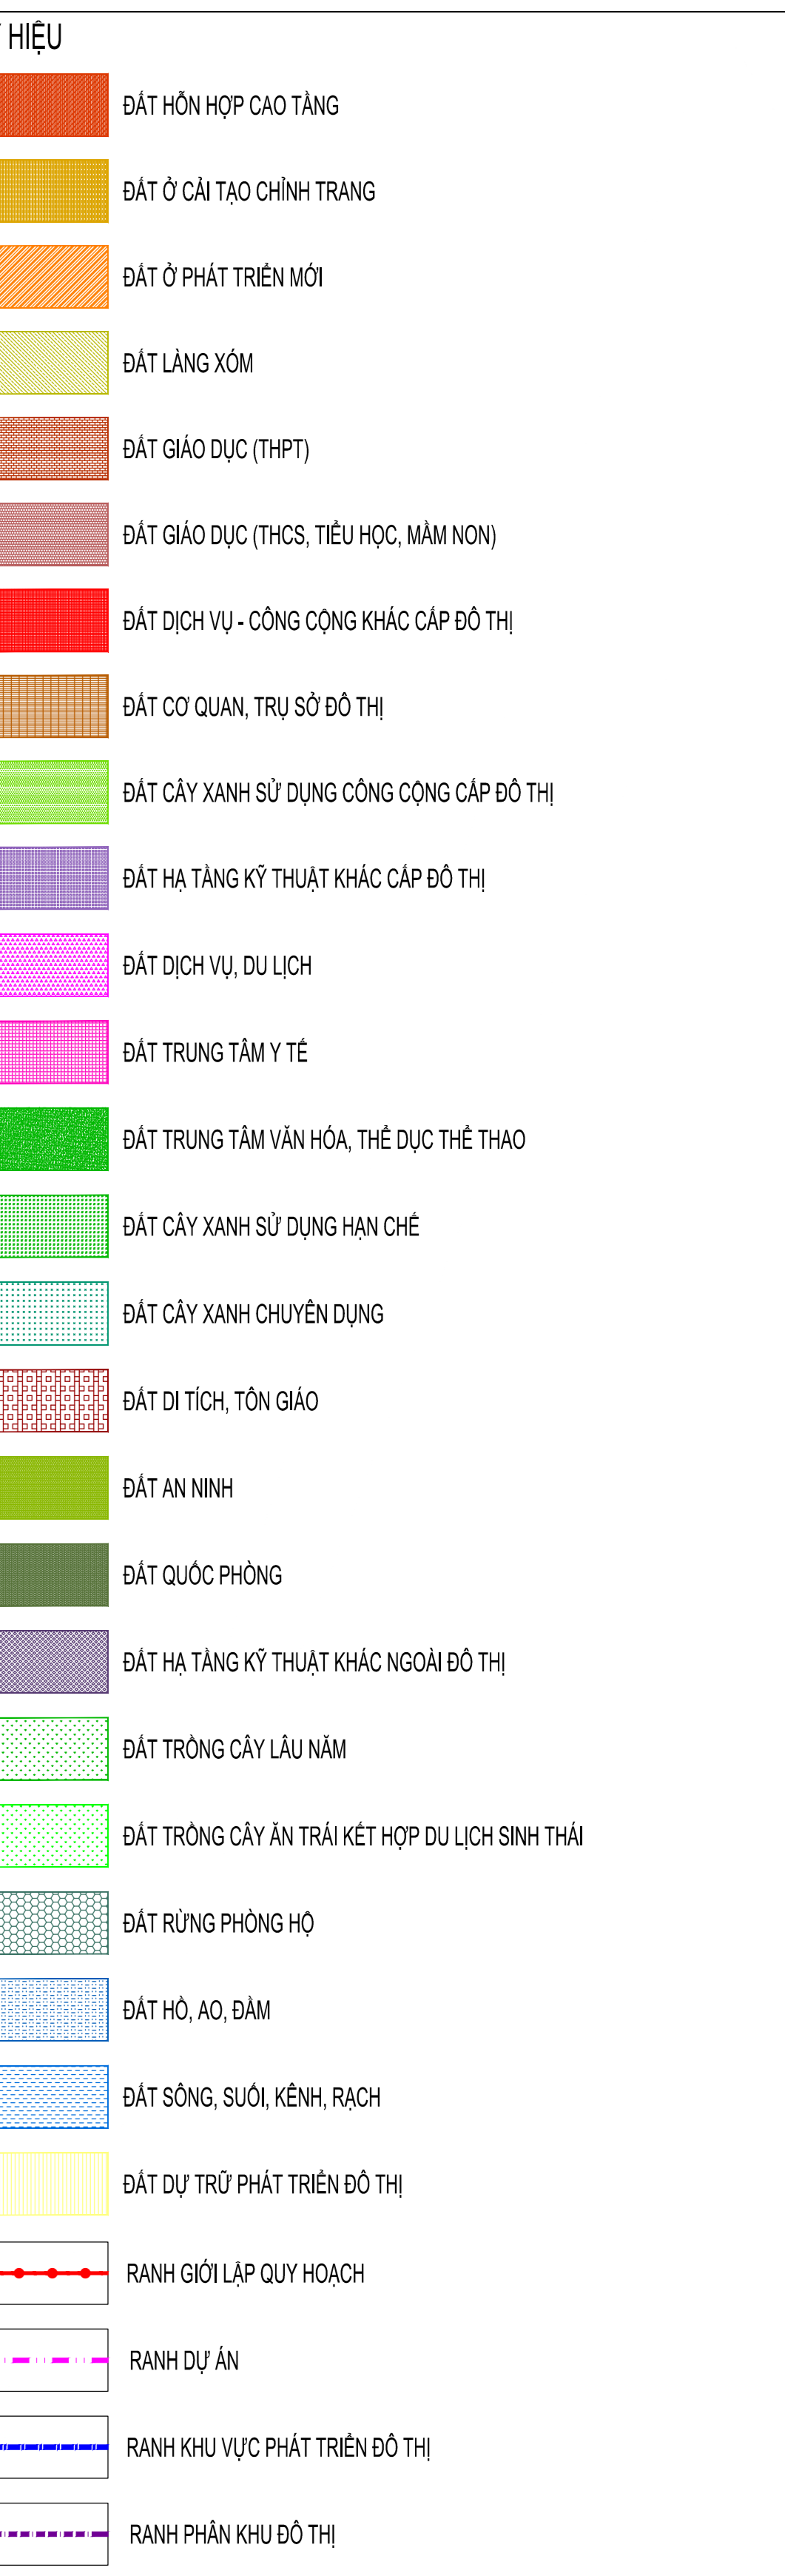 HIỆU
ĐẤT HỖN HỢP CAO TẦNG
ĐẤT Ở CẢI TẠO CHỈNH TRANG
ĐẤT Ở PHÁT TRIỂN MỚI
ĐẤT LÀNG XÓM
ĐẤT GIÁO DỤC (THPT)
ĐẤT GIÁO DỤC (THCS, TIỂU HỌC, MẦM NON)
ĐẤT DỊCH VỤ - CÔNG CỘNG KHÁC CẤP ĐÔ THỊ
ĐẤT CƠ QUAN, TRỤ SỞ ĐÔ THỊ
ĐẤT CÂY XANH SỬ DỤNG CÔNG CỘNG CẤP ĐÔ THỊ
ĐẤT HẠ TẦNG KỸ THUẬT KHÁC CẤP ĐÔ THỊ
ĐẤT DỊCH VỤ, DU LỊCH
ĐẤT TRUNG TÂM Y TẾ
ĐẤT TRUNG TÂM VĂN HÓA, THỂ DỤC THỂ THAO
ĐẤT CÂY XANH SỬ DỤNG HẠN CHẾ
ĐẤT CÂY XANH CHUYÊN DỤNG
ĐẤT DI TÍCH, TÔN GIÁO
ĐẤT AN NINH
ĐẤT QUỐC PHÒNG
ĐẤT HẠ TẦNG KỸ THUẬT KHÁC NGOÀI ĐÔ THỊ
ĐẤT TRỒNG CÂY LÂU NĂM
ĐẤT TRỒNG CÂY ĂN TRÁI KẾT HỢP DU LỊCH SINH THÁI
ĐẤT RỪNG PHÒNG HỘ
ĐẤT HỒ, AO, ĐẦM
ĐẤT SÔNG, SUỐI, KÊNH, RẠCH
ĐẤT DỰ TRỮ PHÁT TRIỂN ĐÔ THỊ
RANH GIỚI LẬP QUY HOẠCH
RANH DỰ ÁN
RANH KHU VỰC PHÁT TRIỂN ĐÔ THỊ
RANH PHÂN KHU ĐÔ THỊ